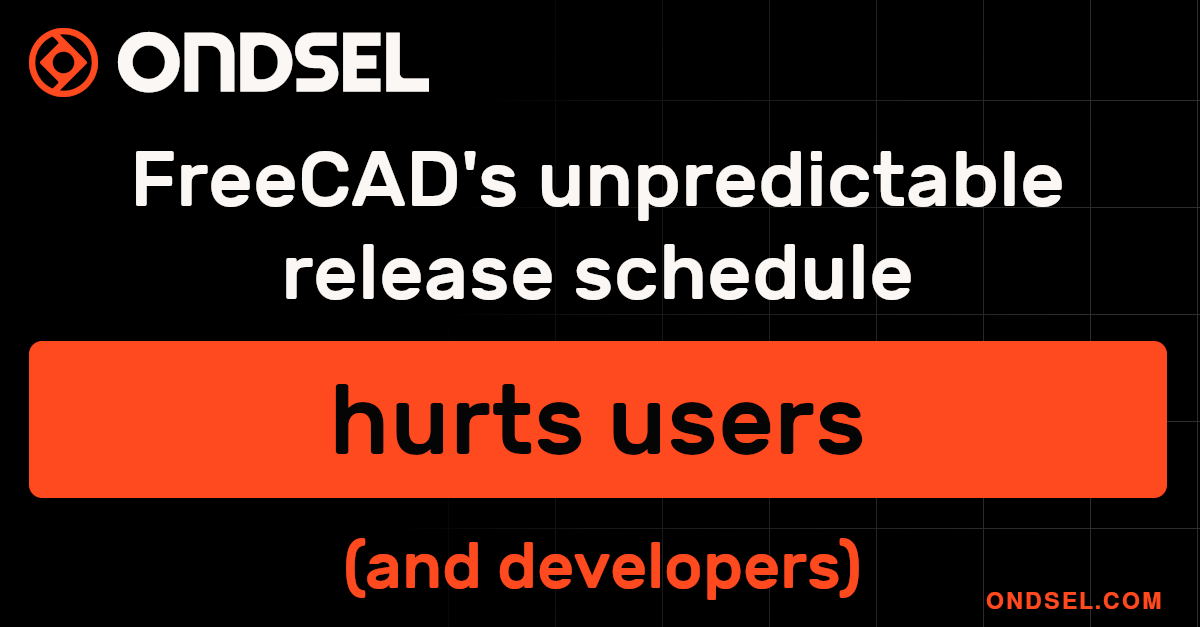 ONDSEL
FreeCAD's unpredictable
release schedule
hurts users
(and developers)
ONDSEL.COM